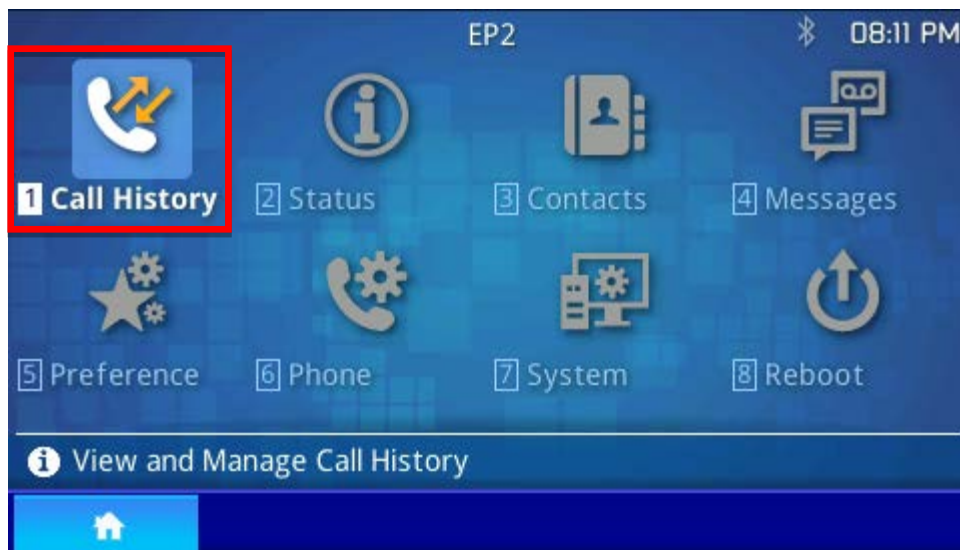 EP2 08:11 PM
1 Call History 2 Status 3 Contacts 4 Messages
5 Preference 6 Phone 7 System 8 Reboot
View and Manage Call History